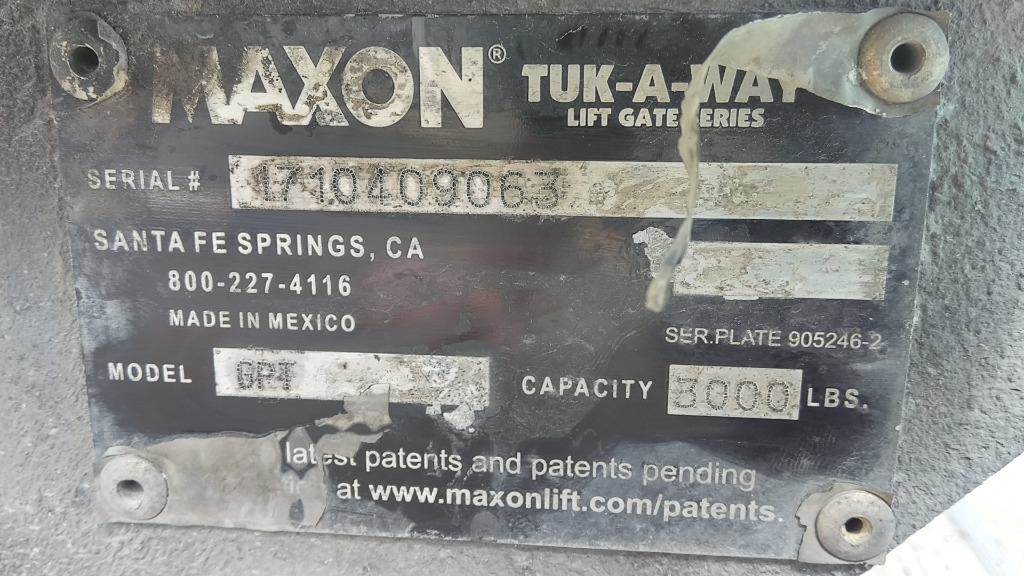 MAXON®
TUK-A-WAY
LIFT GATE SERIES
SERIAL # 1710409063
SANTA FE SPRINGS, CA
800-227-4116
MADE IN MEXICO
SER.PLATE 905246-2
MODEL GPT
CAPACITY 3000 LBS.
latest patents and patents pending
at www.maxonlift.com/patents.